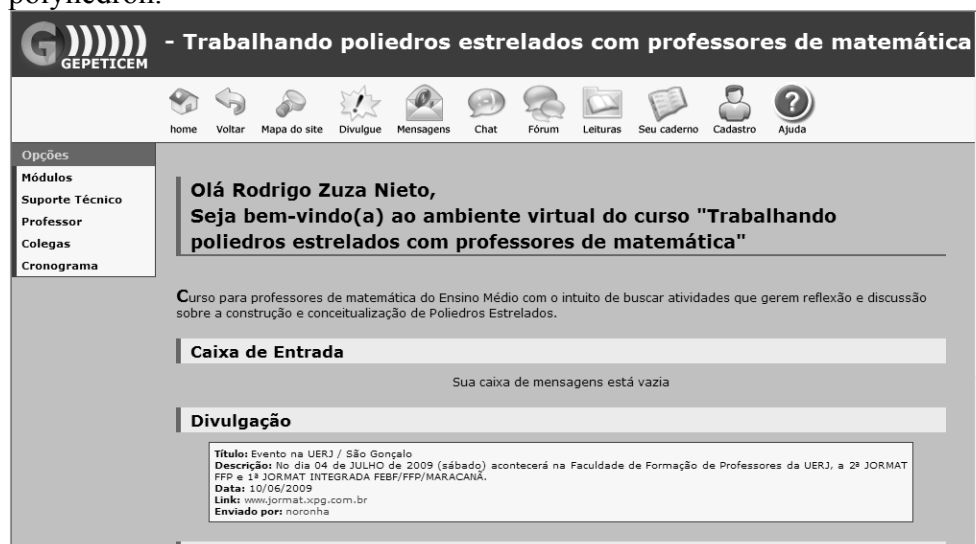 polyhedron.
G))))))
GEPETICEM
- Trabalhando poliedros estrelados com professores de matemática
home Voltar Mapa do site Divulgue Mensagens Chat Fórum Leituras Seu caderno Cadastro Ajuda
Opções
Módulos
Suporte Técnico
Professor
Colegas
Cronograma
Olá Rodrigo Zuza Nieto,
Seja bem-vindo(a) ao ambiente virtual do curso "Trabalhando
poliedros estrelados com professores de matemática"
Curso para professores de matemática do Ensino Médio com o intuito de buscar atividades que gerem reflexão e discussão
sobre a construção e conceitualização de Poliedros Estrelados.
Caixa de Entrada
Sua caixa de mensagens está vazia
Divulgação
Título: Evento na UERJ / São Gonçalo
Descrição: No dia 04 de JULHO de 2009 (sábado) acontecerá na Faculdade de Formação de Professores da UERJ, a 2ª JORMAT
FFP e 1ª JORMAT INTEGRADA FEBF/FFP/MARACANÃ.
Data: 10/06/2009
Link: www.jormat.xpg.com.br
Enviado por: noronha